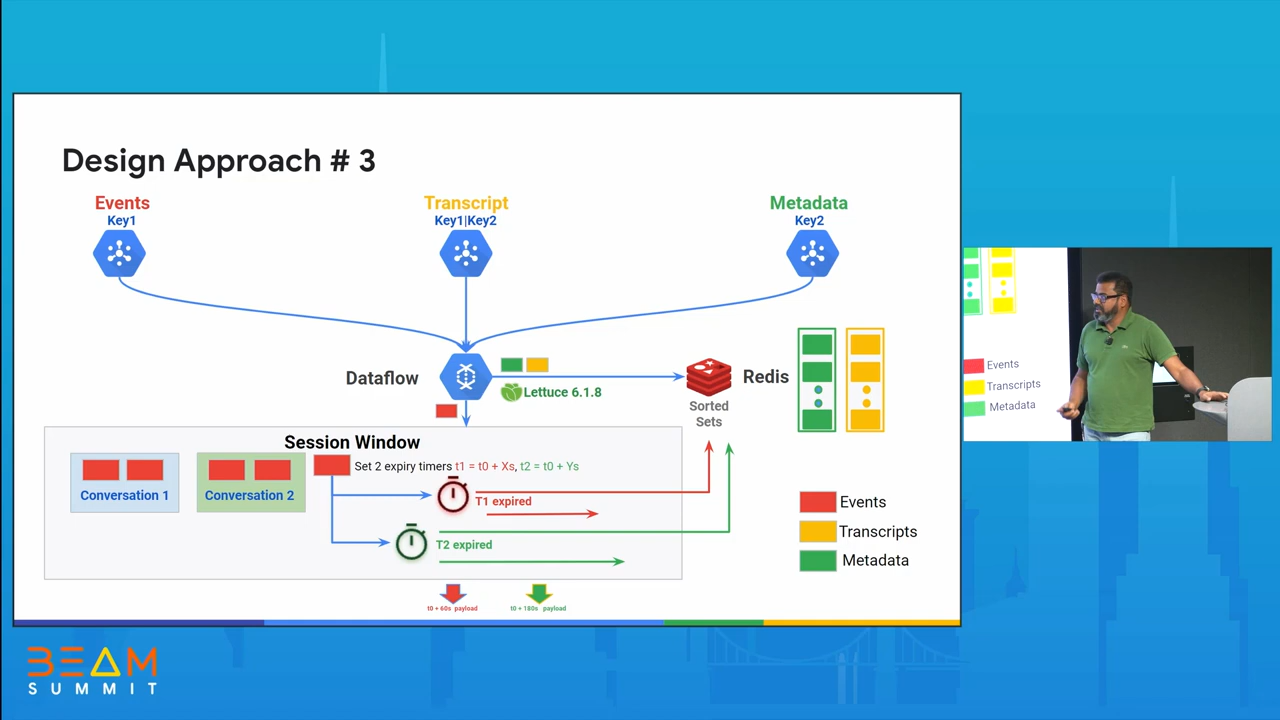 Design Approach # 3
Events
Key1
Transcript
Key1|Key2
Metadata
Key2
Dataflow
Lettuce 6.1.8
Redis
Sorted
Sets
Session Window
Set 2 expiry timers t1 = t0 + Xs, t2 = t0 + Ys
Conversation 1
Conversation 2
T1 expired
T2 expired
t0 + 60s payload
t0 + 180s payload
Events
Transcripts
Metadata
Events
Transcripts
Metadata
BEAM
SUMMIT